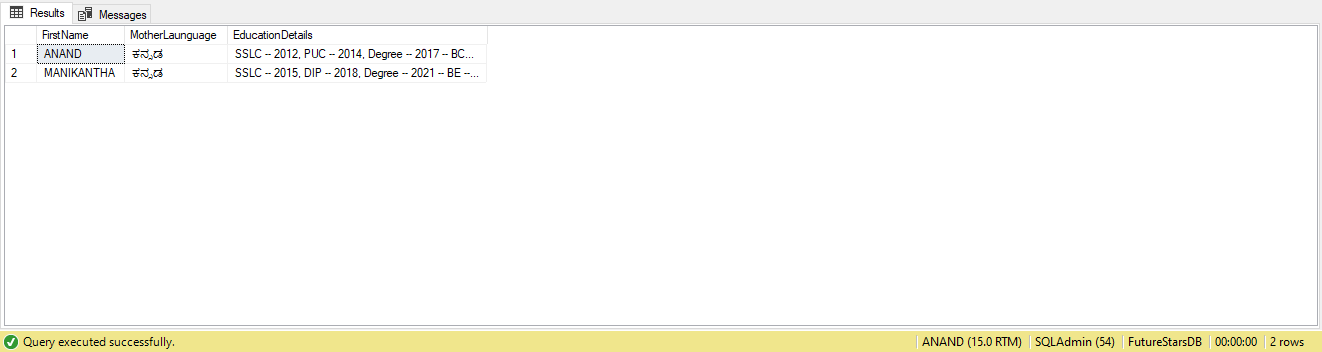 Results Messages
FirstName MotherLaunguage EducationDetails
1 ANAND ಕನ್ನಡ SSLC -- 2012, PUC -- 2014, Degree -- 2017 -- BC...
2 MANIKANTHA ಕನ್ನಡ SSLC -- 2015, DIP -- 2018, Degree -- 2021 -- BE --...
Query executed successfully. ANAND (15.0 RTM) SQLAdmin (54) FutureStarsDB 00:00:00 2 rows